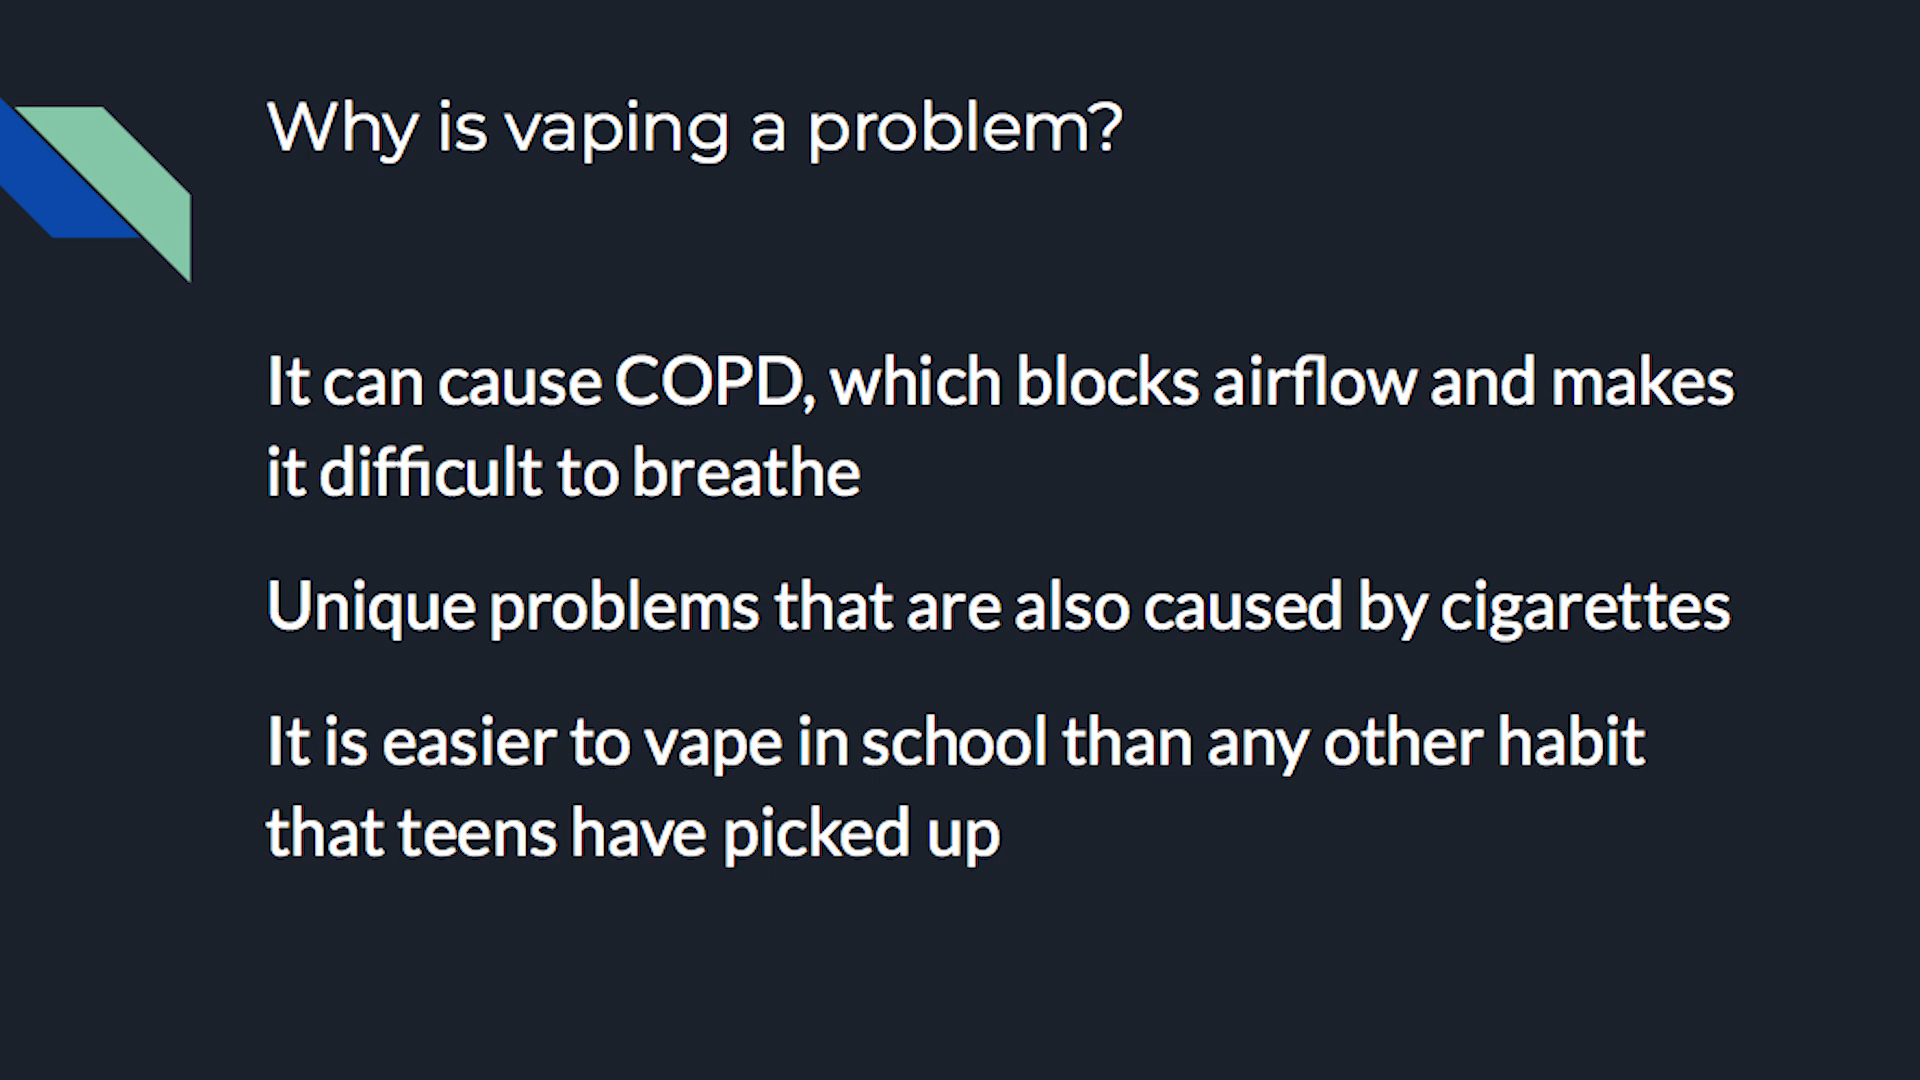 Why is vaping a problem?
It can cause COPD, which blocks airflow and makes
it difficult to breathe
Unique problems that are also caused by cigarettes
It is easier to vape in school than any other habit
that teens have picked up